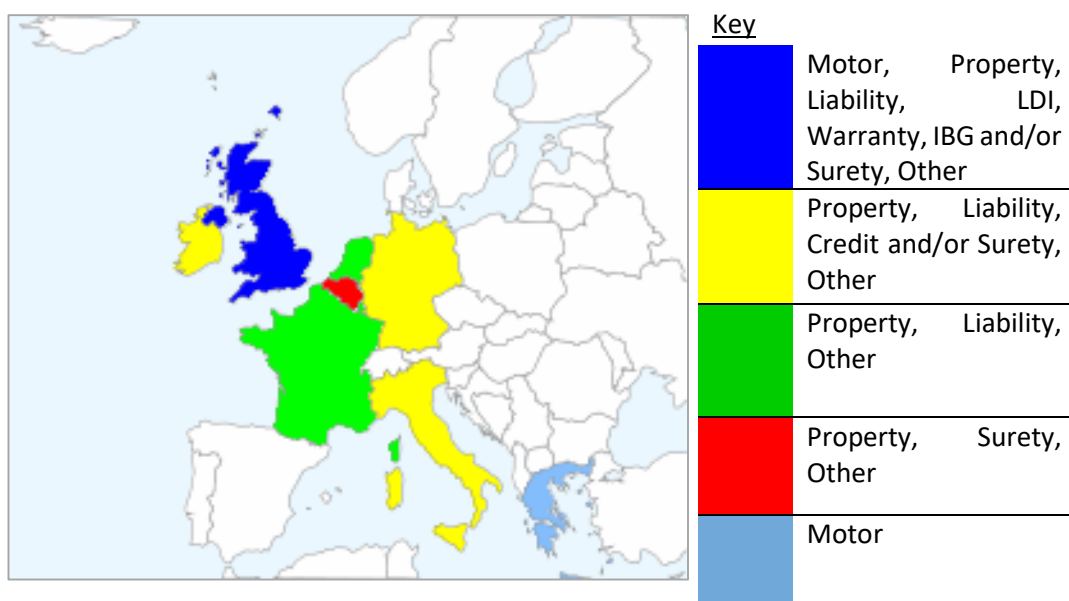 Key
Motor, Property,
Liability, LDI,
Warranty, IBG and/or
Surety, Other
Property, Liability,
Credit and/or Surety,
Other
Property, Liability,
Other
Property, Surety,
Other
Motor